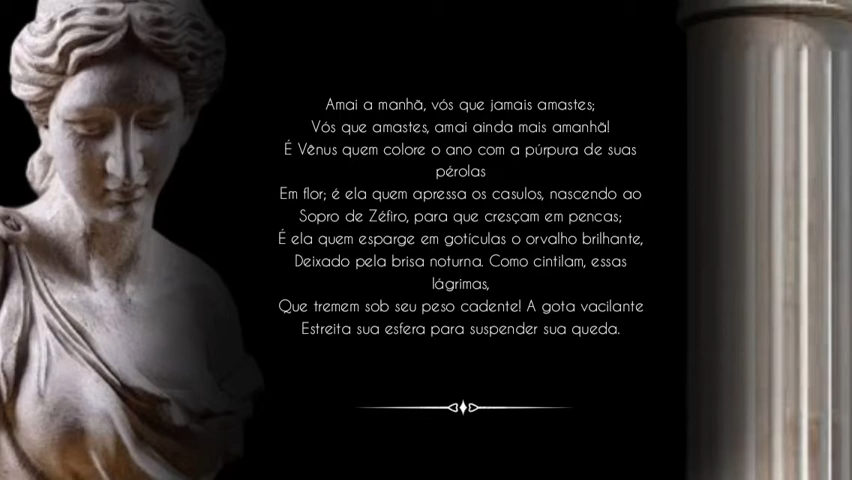 Amai a manhã, vós que jamais amastes;
Vós que amastes, amai ainda mais amanhã!
É Vênus quem colore o ano com a púrpura de suas
pérolas
Em flor; é ela quem apressa os casulos, nascendo ao
Sopro de Zéfiro, para que cresçam em pencas;
É ela quem esparge em gotículas o orvalho brilhante,
Deixado pela brisa noturna. Como cintilam, essas
lágrimas,
Que tremem sob seu peso cadente! A gota vacilante
Estreita sua esfera para suspender sua queda.